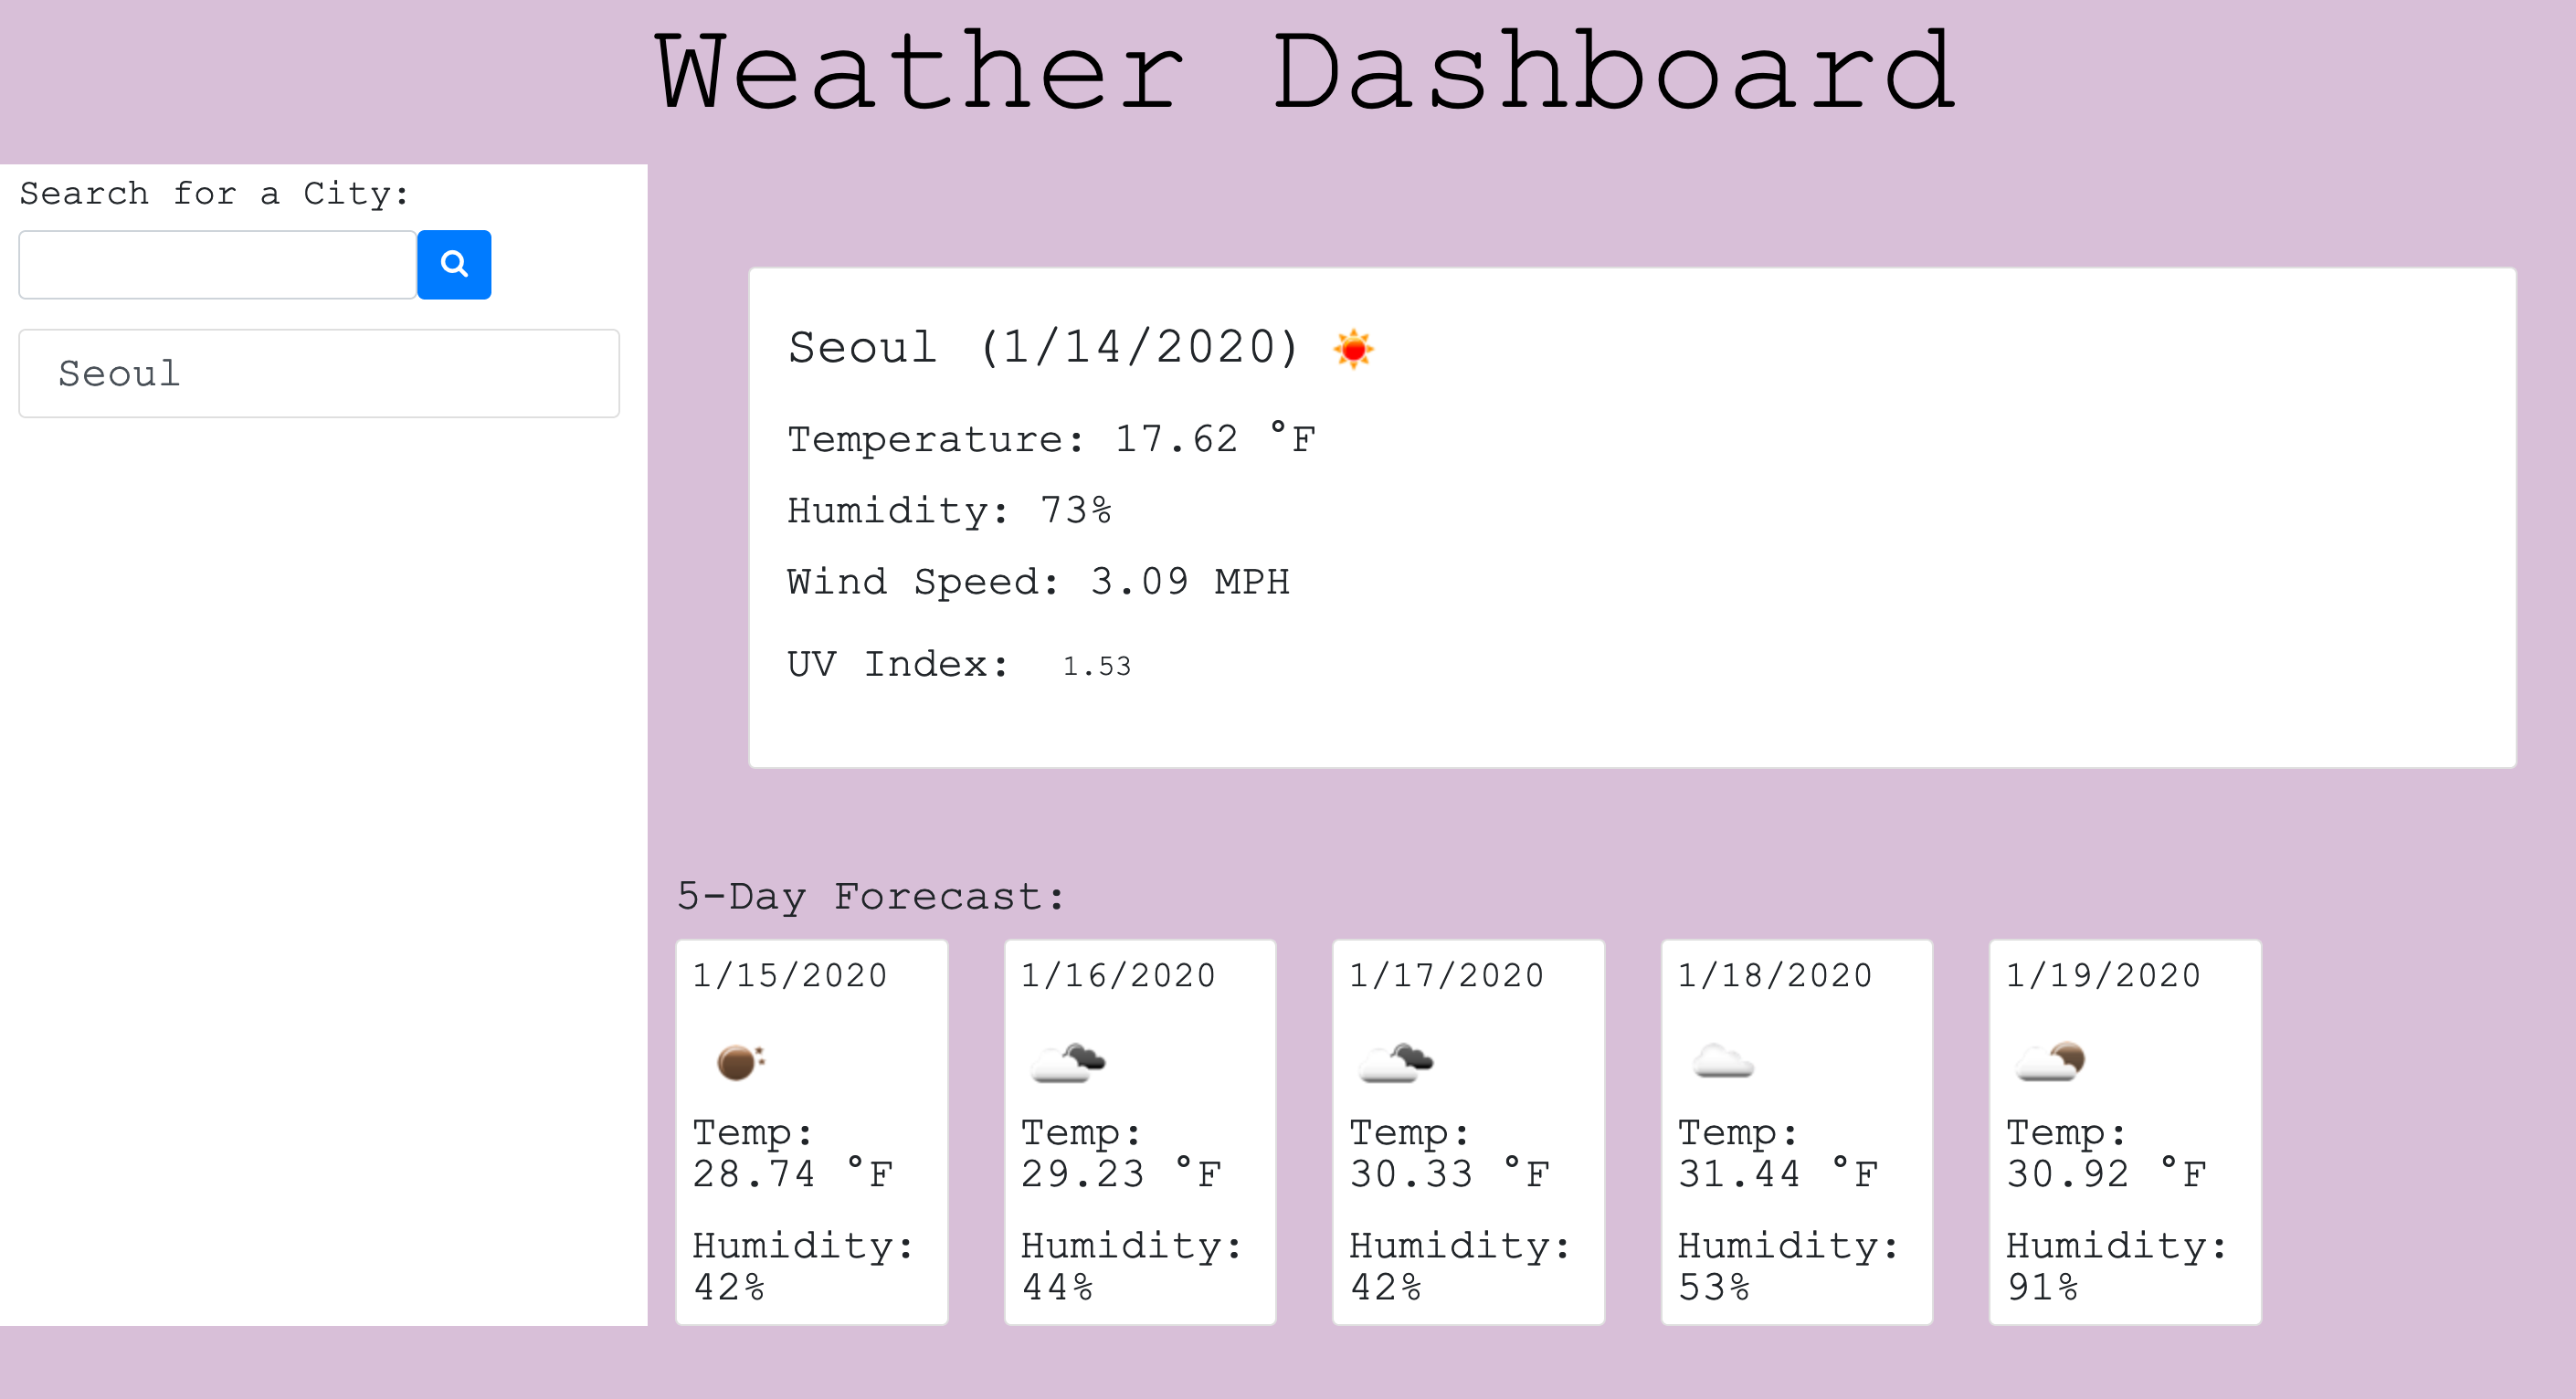 Weather Dashboard
Search for a City:
Seoul
Seoul (1/14/2020)
Temperature: 17.62 °F
Humidity: 73%
Wind Speed: 3.09 MPH
UV Index: 1.53
5-Day Forecast:
1/15/2020
Temp:
28.74 °F
Humidity:
42%
1/16/2020
Temp:
29.23 °F
Humidity:
44%
1/17/2020
Temp:
30.33 °F
Humidity:
42%
1/18/2020
Temp:
31.44 °F
Humidity:
53%
1/19/2020
Temp:
30.92 °F
Humidity:
91%